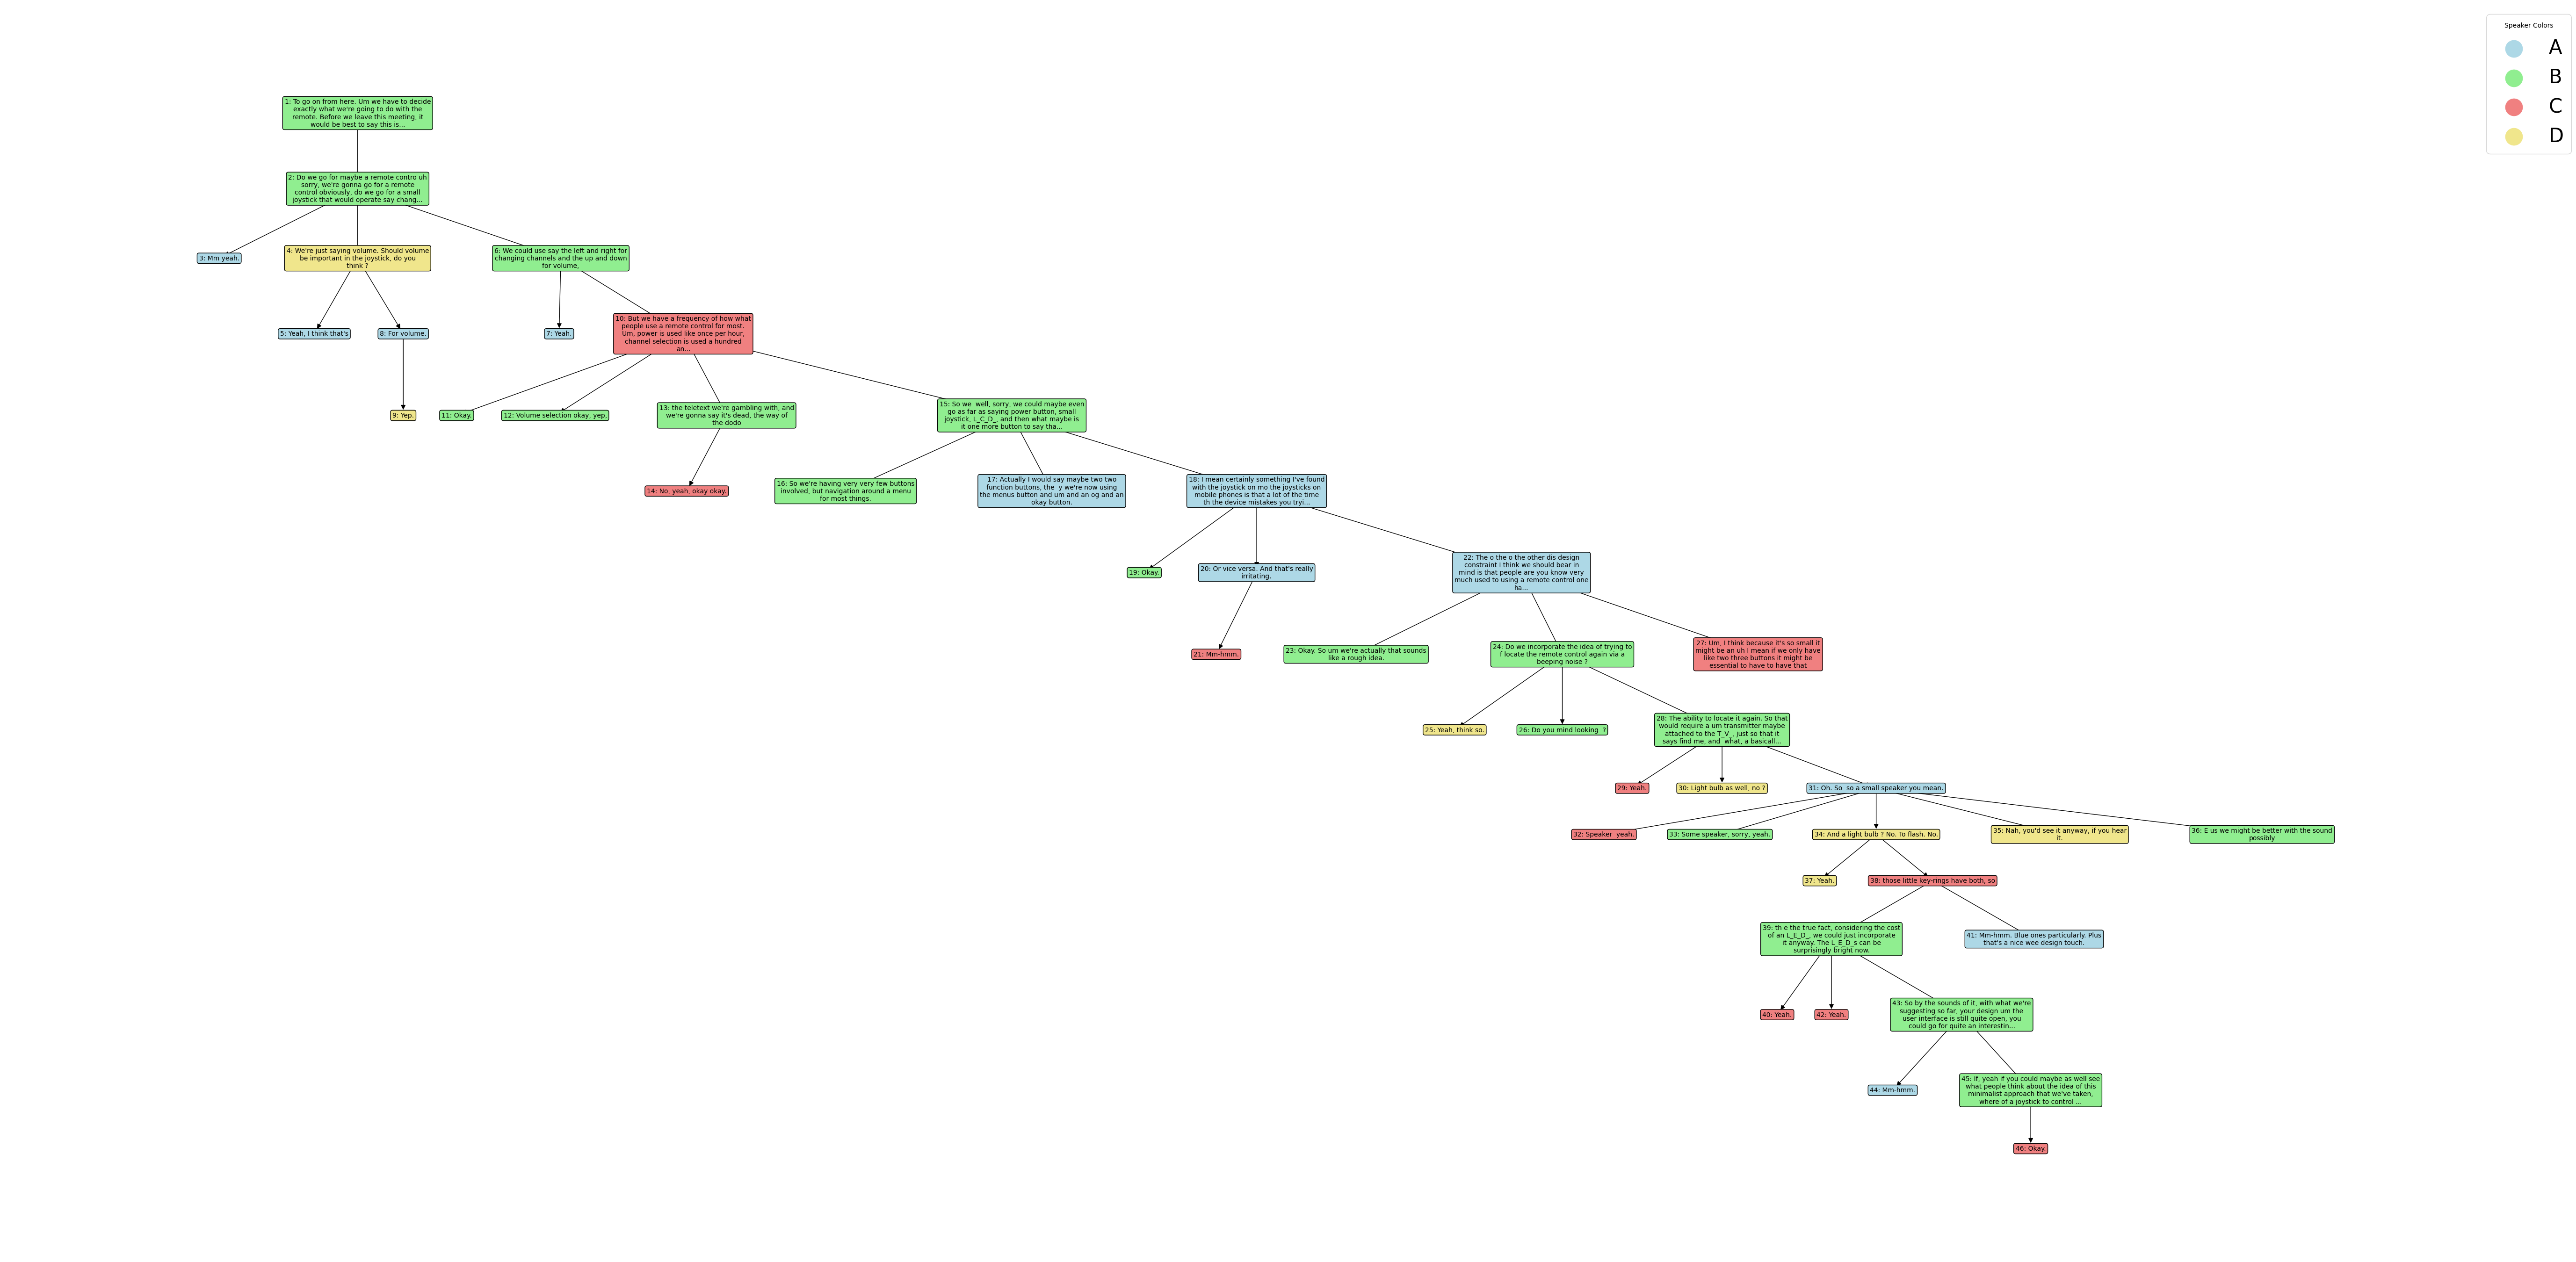 Speaker Colors
A
B
C
D
1: To go on from here. Um we have to decide
exactly what we're going to do with the
remote. Before we leave this meeting, it
would be best to say this is...
2: Do we go for maybe a remote contro uh
sorry, we're gonna go for a remote
control obviously, do we go for a small
joystick that would operate say chang...
3: Mm yeah.
4: We're just saying volume. Should volume
be important in the joystick, do you
think ?
6: We could use say the left and right for
changing channels and the up and down
for volume,
5: Yeah, I think that's
8: For volume.
7: Yeah.
10: But we have a frequency of how what
people use a remote control for most.
Um, power is used like once per hour,
channel selection is used a hundred
an...
9: Yep.
11: Okay.
12: Volume selection okay, yep,
13: the teletext we're gambling with, and
we're gonna say it's dead, the way of
the dodo
15: So we  well, sorry, we could maybe even
go as far as saying power button, small
joystick, L_C_D_, and then what maybe is
it one more button to say tha...
14: No, yeah, okay okay.
16: So we're having very very few buttons
involved, but navigation around a menu
for most things.
17: Actually I would say maybe two two
function buttons, the  y we're now using
the menus button and um and an og and an
okay button.
18: I mean certainly something I've found
with the joystick on mo the joysticks on
mobile phones is that a lot of the time
th the device mistakes you tryi...
19: Okay.
20: Or vice versa. And that's really
irritating.
22: The o the o the other dis design
constraint I think we should bear in
mind is that people are you know very
much used to using a remote control one
ha...
21: Mm-hmm.
23: Okay. So um we're actually that sounds
like a rough idea.
24: Do we incorporate the idea of trying to
f locate the remote control again via a
beeping noise ?
27: Um, I think because it's so small it
might be an uh I mean if we only have
like two three buttons it might be
essential to have to have that
25: Yeah, think so.
26: Do you mind looking  ?
28: The ability to locate it again. So that
would require a um transmitter maybe
attached to the T_V_, just so that it
says find me, and  what, a basicall...
29: Yeah.
30: Light bulb as well, no ?
31: Oh. So  so a small speaker you mean.
32: Speaker  yeah.
33: Some speaker, sorry, yeah.
34: And a light bulb ? No. To flash. No.
35: Nah, you'd see it anyway, if you hear
it.
36: E us we might be better with the sound
possibly
37: Yeah.
38: those little key-rings have both, so
39: th e the true fact, considering the cost
of an L_E_D_, we could just incorporate
it anyway. The L_E_D_s can be
surprisingly bright now.
41: Mm-hmm. Blue ones particularly. Plus
that's a nice wee design touch.
40: Yeah.
42: Yeah.
43: So by the sounds of it, with what we're
suggesting so far, your design um the
user interface is still quite open, you
could go for quite an interestin...
44: Mm-hmm.
45: If, yeah if you could maybe as well see
what people think about the idea of this
minimalist approach that we've taken,
where of a joystick to control ...
46: Okay.